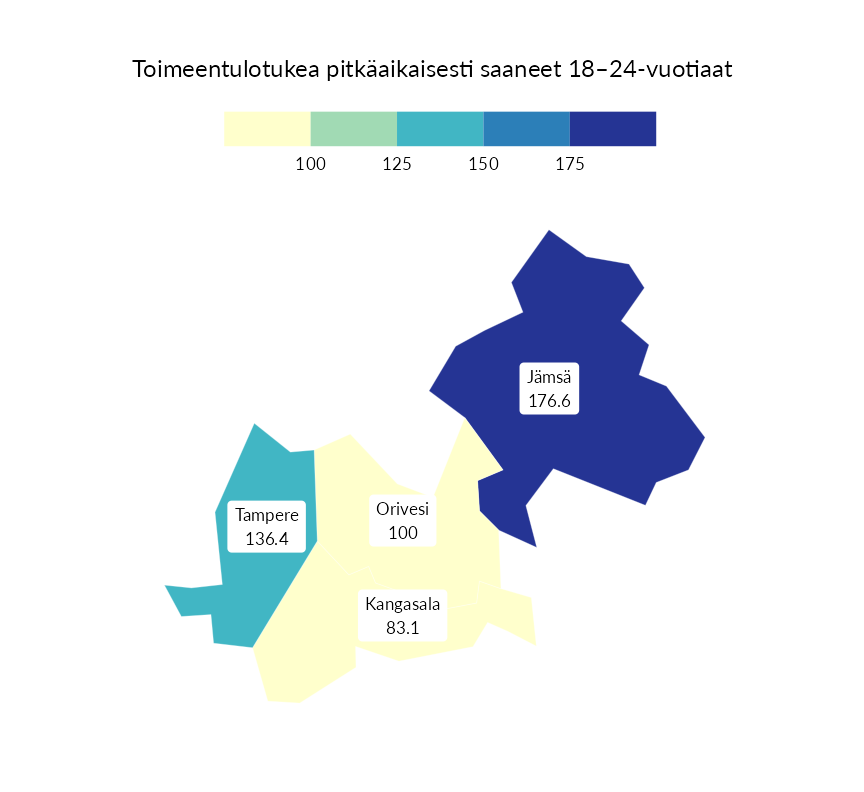 Toimeentulotukea pitkäaikaisesti saaneet 18–24-vuotiaat
100 125 150 175
Jämsä
176.6
Tampere
136.4
Orivesi
100
Kangasala
83.1